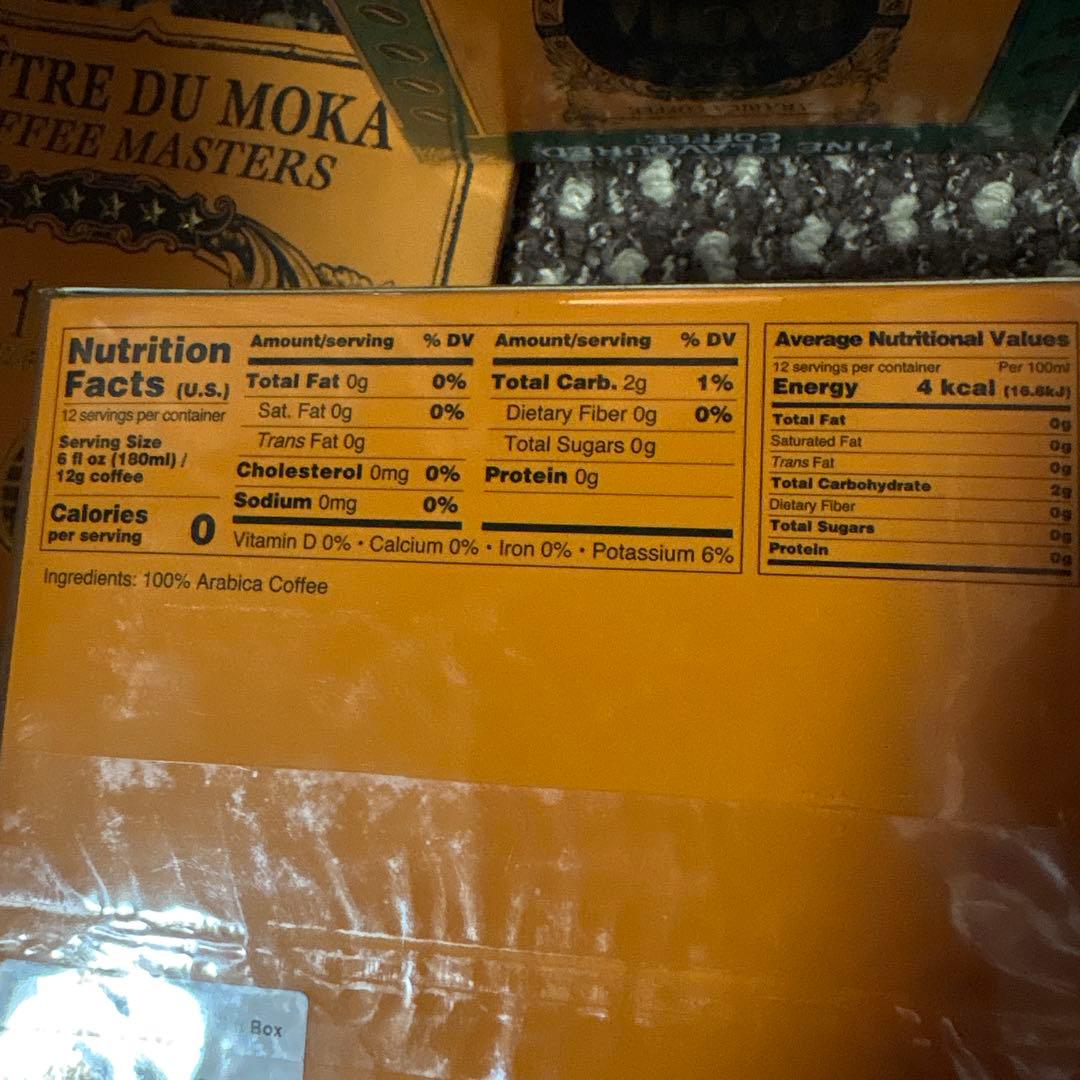 ÎTRE DU MOKA
FFEE MASTERS
ARABICA COFFEE
FINE FLAVOURED
COFFEE
Nutrition
Facts (U.S.)
12 servings per container
Serving Size
6 fl oz (180ml) /
12g coffee
Calories
per serving 0
Amount/serving % DV
Total Fat 0g 0%
Sat. Fat 0g 0%
Trans Fat 0g
Cholesterol 0mg 0%
Sodium 0mg 0%
Amount/serving % DV
Total Carb. 2g 1%
Dietary Fiber 0g 0%
Total Sugars 0g
Protein 0g
Vitamin D 0% • Calcium 0% • Iron 0% • Potassium 6%
Average Nutritional Values
12 servings per container Per 100ml
Energy 4 kcal (16.8kJ)
Total Fat 0g
Saturated Fat 0g
Trans Fat 0g
Total Carbohydrate 2g
Dietary Fiber 0g
Total Sugars 0g
Protein 0g
Ingredients: 100% Arabica Coffee
Box